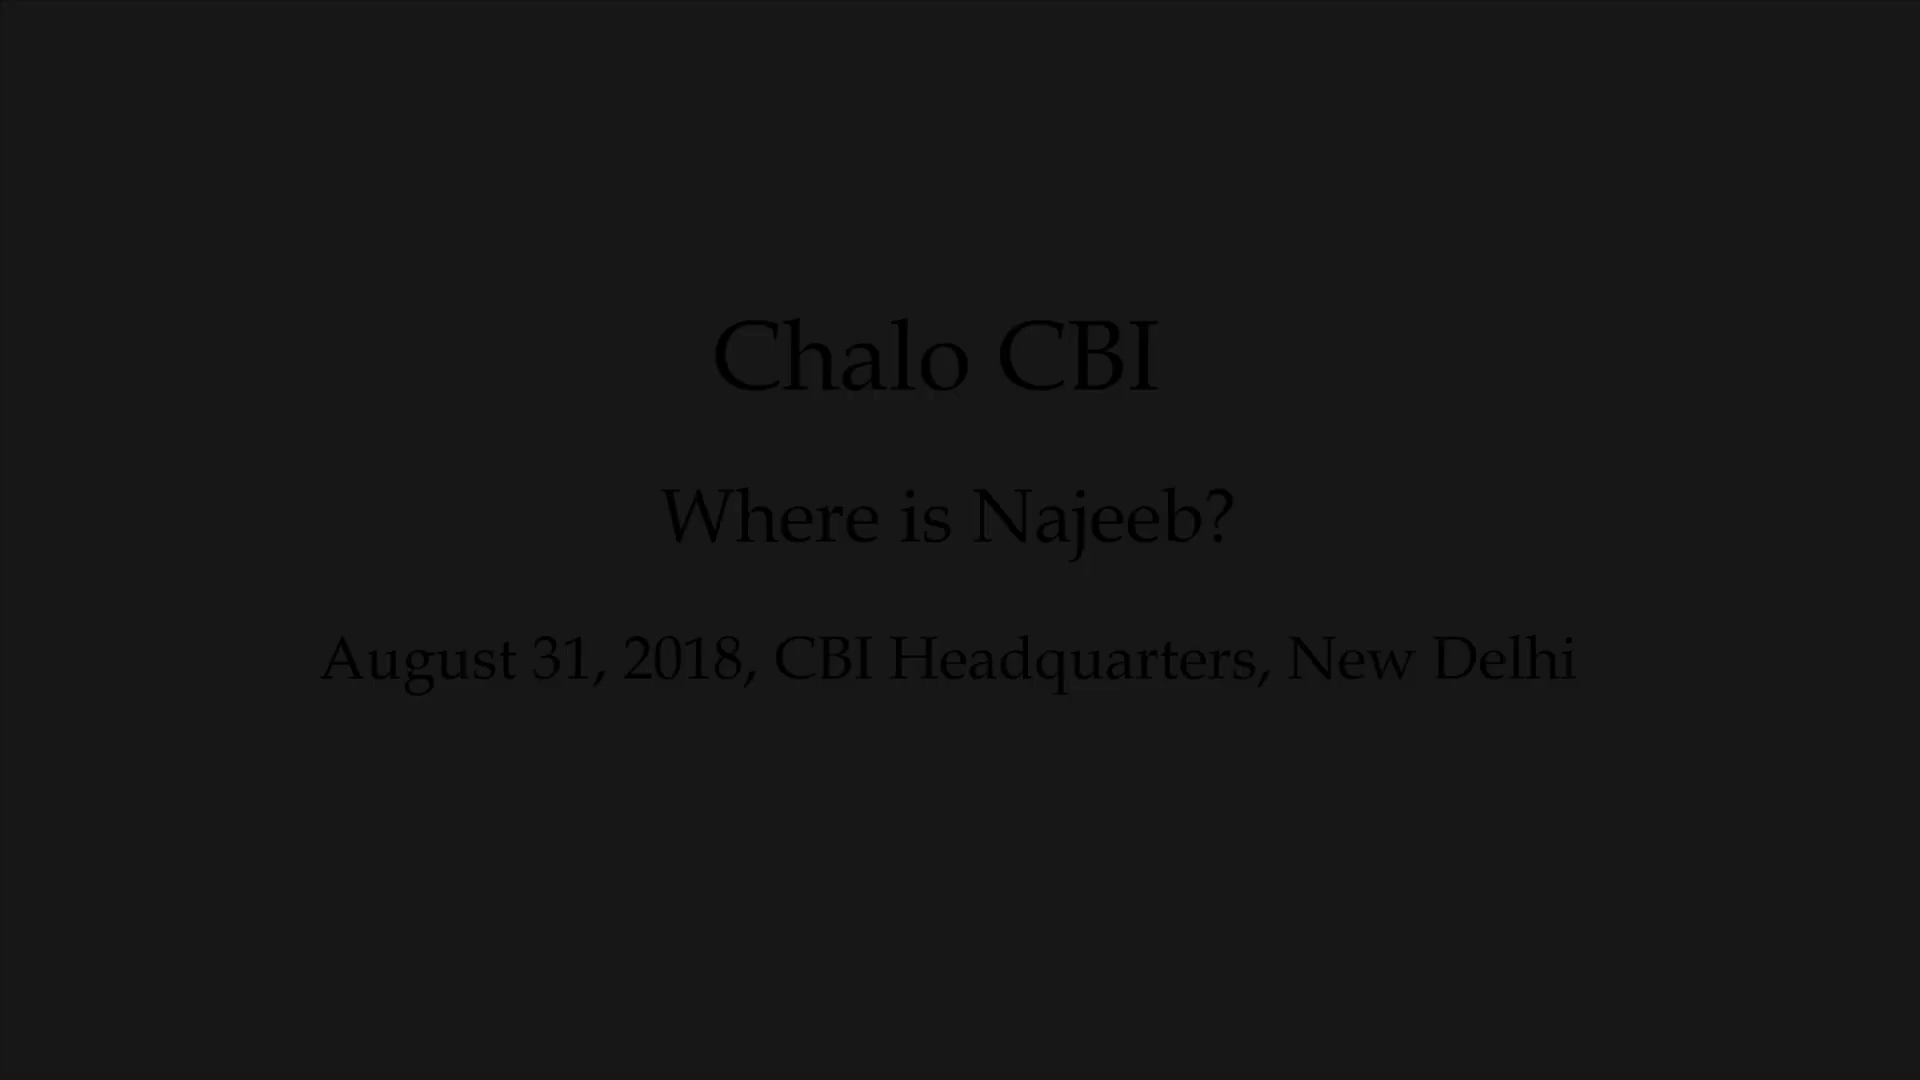 Chalo CBI
Where is Najeeb?
August 31, 2018, CBI Headquarters, New Delhi